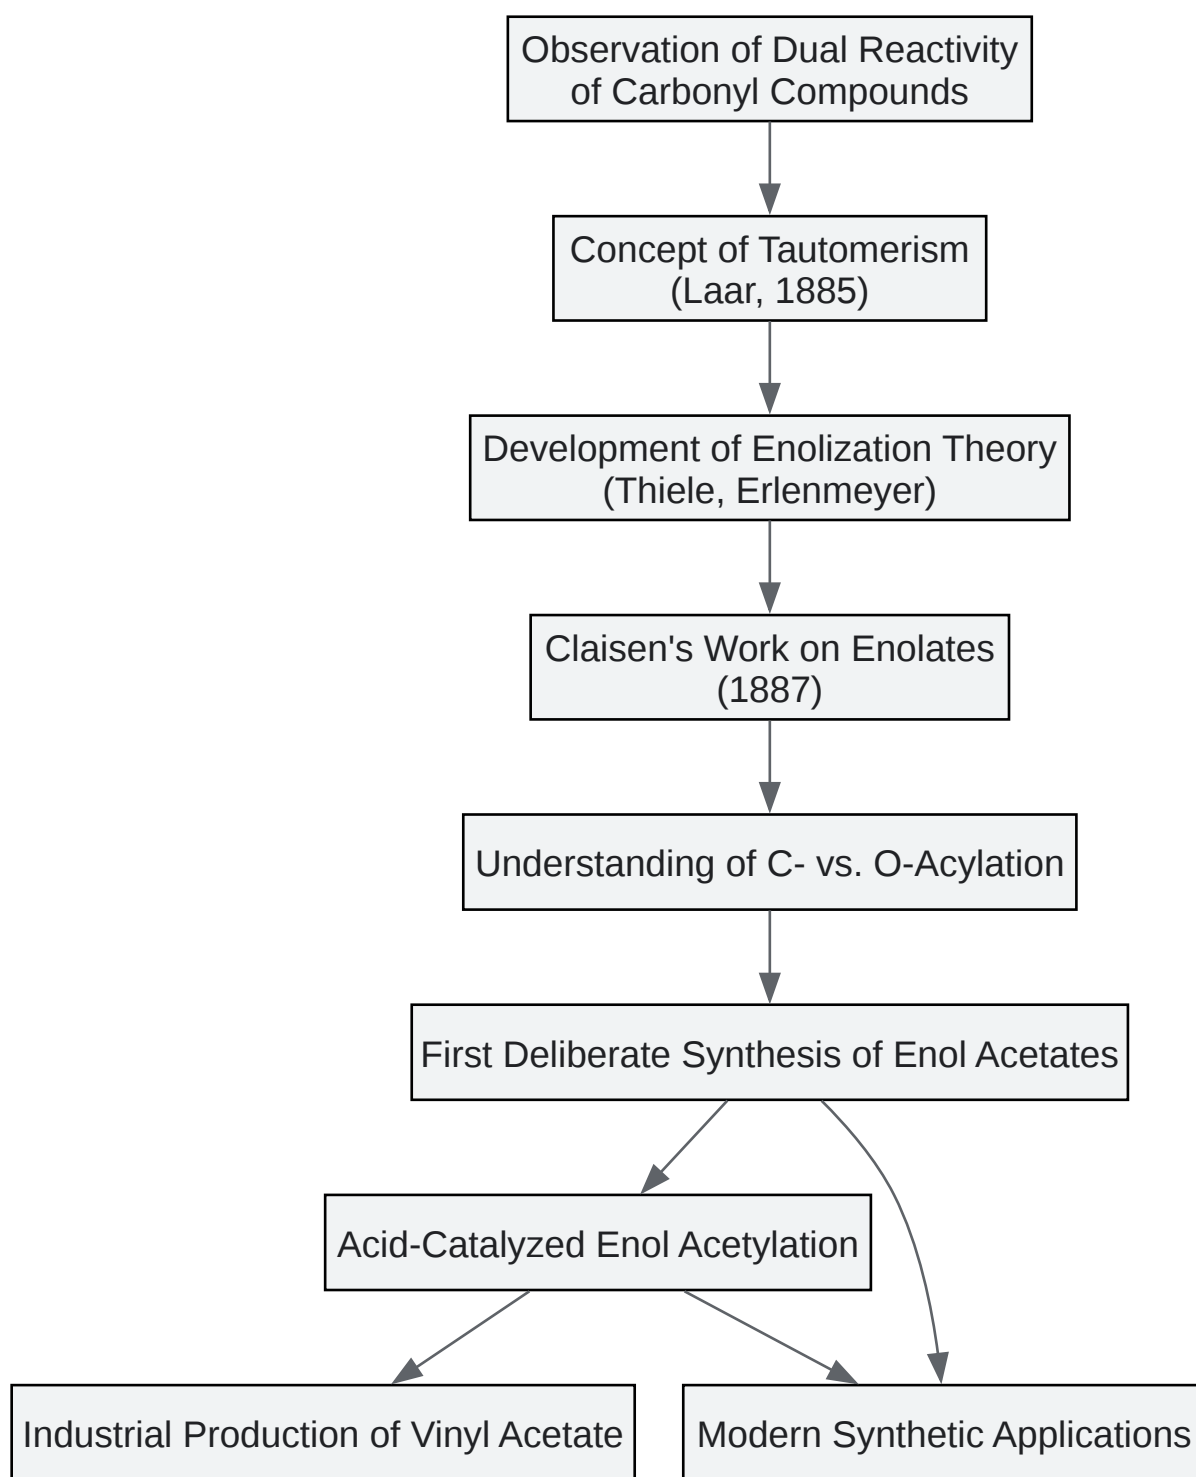 Observation of Dual Reactivity
of Carbonyl Compounds
Concept of Tautomerism
(Laar, 1885)
Development of Enolization Theory
(Thiele, Erlenmeyer)
Claisen's Work on Enolates
(1887)
Understanding of C- vs. O-Acylation
First Deliberate Synthesis of Enol Acetates
Acid-Catalyzed Enol Acetylation
Industrial Production of Vinyl Acetate
Modern Synthetic Applications